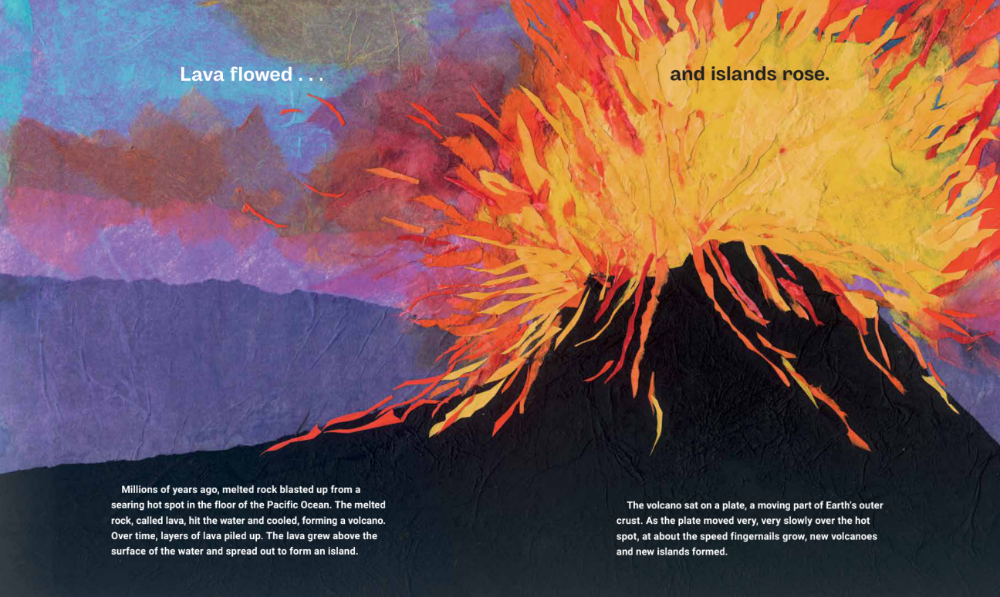 Lava flowed . . .
and islands rose.
Millions of years ago, melted rock blasted up from a
searing hot spot in the floor of the Pacific Ocean. The melted
rock, called lava, hit the water and cooled, forming a volcano.
Over time, layers of lava piled up. The lava grew above the
surface of the water and spread out to form an island.
The volcano sat on a plate, a moving part of Earth's outer
crust. As the plate moved very, very slowly over the hot
spot, at about the speed fingernails grow, new volcanoes
and new islands formed.